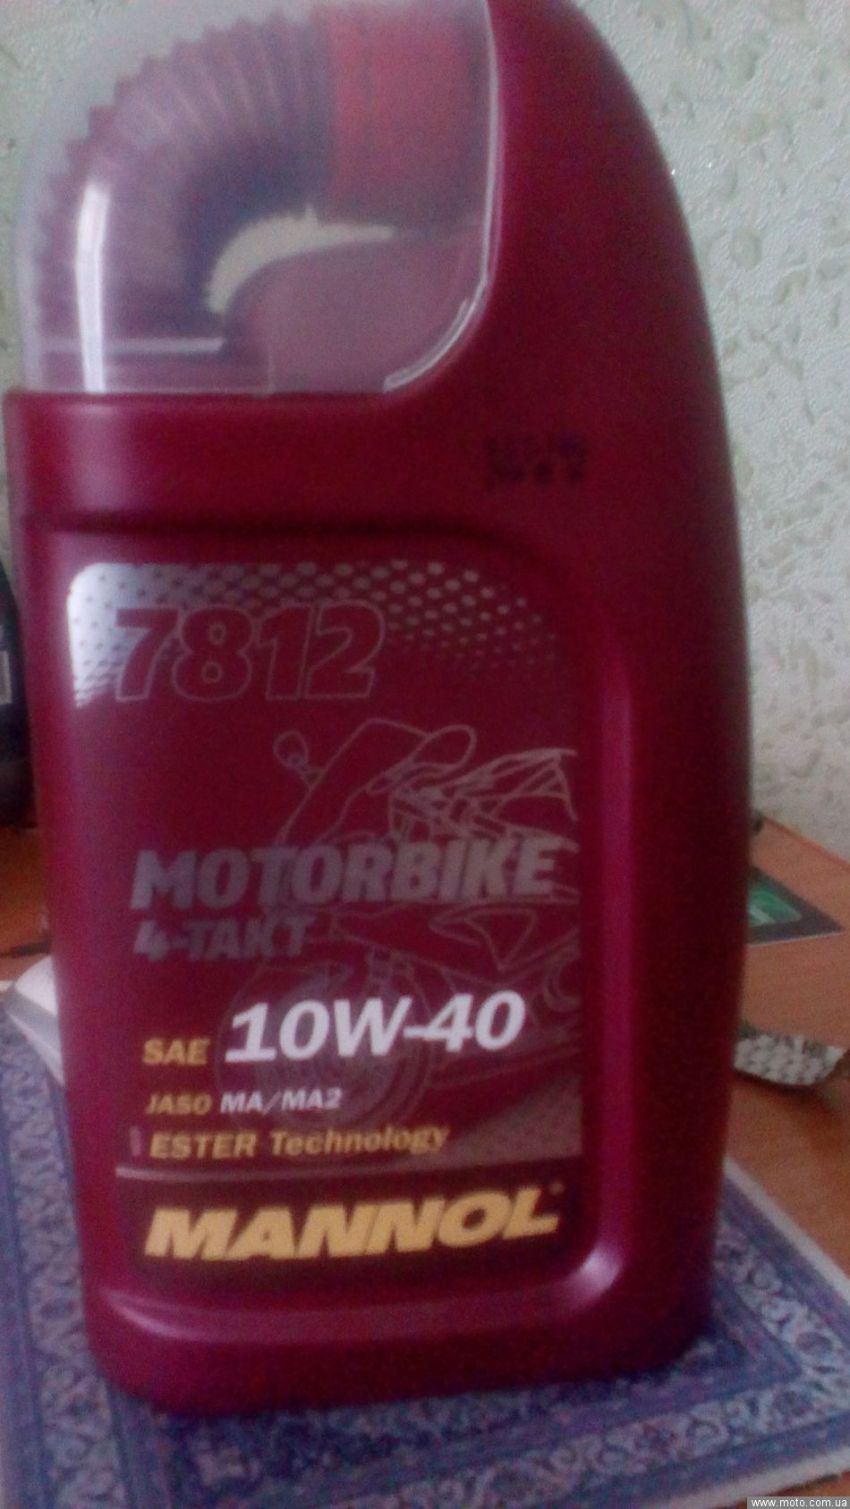 7812
MOTORBIKE
4-TAKT
SAE 10W-40
JASO MA/MA2
ESTER Technology
MANNOL
www.moto.com.ua